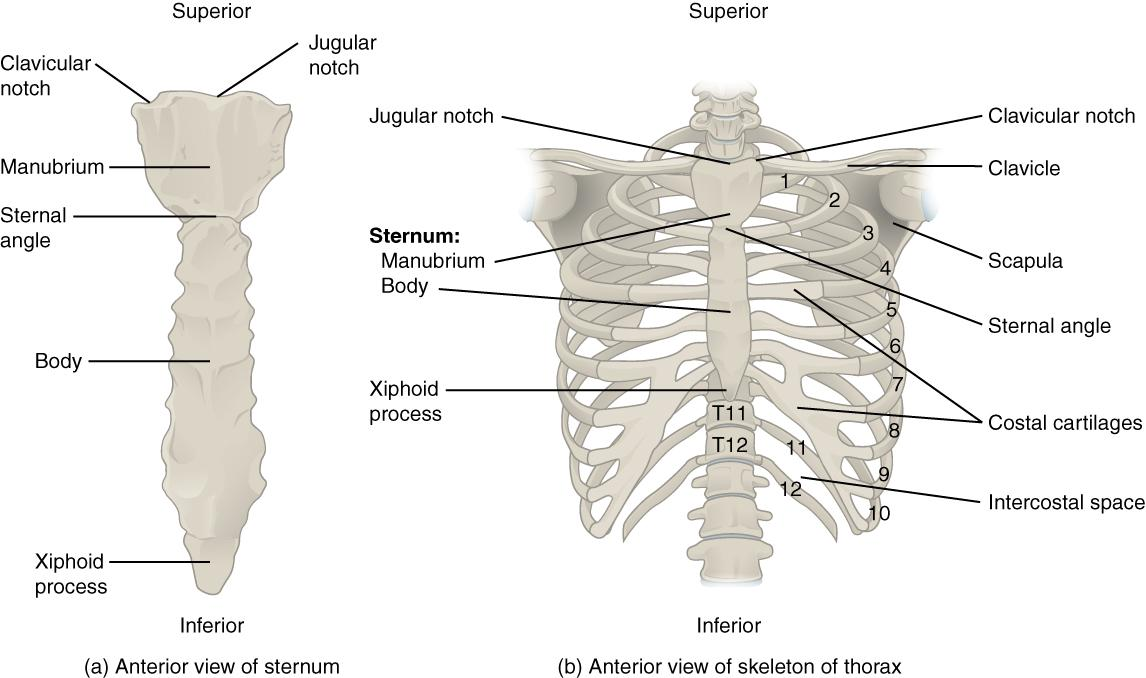 Superior
Clavicular
notch
Jugular
notch
Manubrium
Sternal
angle
Body
Xiphoid
process
Inferior
(a) Anterior view of sternum
Superior
Jugular notch
Sternum:
Manubrium
Body
Xiphoid
process
Clavicular notch
Clavicle
Scapula
Sternal angle
Costal cartilages
Intercostal space
1
2
3
4
5
6
7
8
9
10
11
12
T11
T12
Inferior
(b) Anterior view of skeleton of thorax